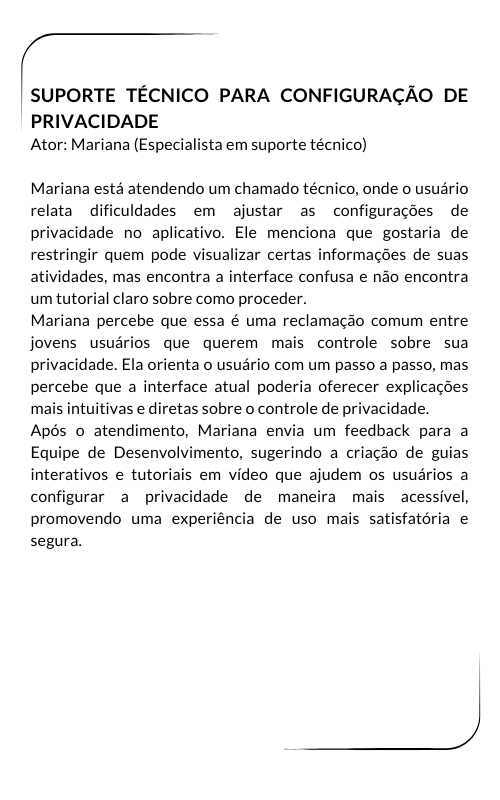 SUPORTE TÉCNICO PARA CONFIGURAÇÃO DE
PRIVACIDADE
Ator: Mariana (Especialista em suporte técnico)
Mariana está atendendo um chamado técnico, onde o usuário
relata dificuldades em ajustar as configurações de
privacidade no aplicativo. Ele menciona que gostaria de
restringir quem pode visualizar certas informações de suas
atividades, mas encontra a interface confusa e não encontra
um tutorial claro sobre como proceder.
Mariana percebe que essa é uma reclamação comum entre
jovens usuários que querem mais controle sobre sua
privacidade. Ela orienta o usuário com um passo a passo, mas
percebe que a interface atual poderia oferecer explicações
mais intuitivas e diretas sobre o controle de privacidade.
Após o atendimento, Mariana envia um feedback para a
Equipe de Desenvolvimento, sugerindo a criação de guias
interativos e tutoriais em vídeo que ajudem os usuários a
configurar a privacidade de maneira mais acessível,
promovendo uma experiência de uso mais satisfatória e
segura.